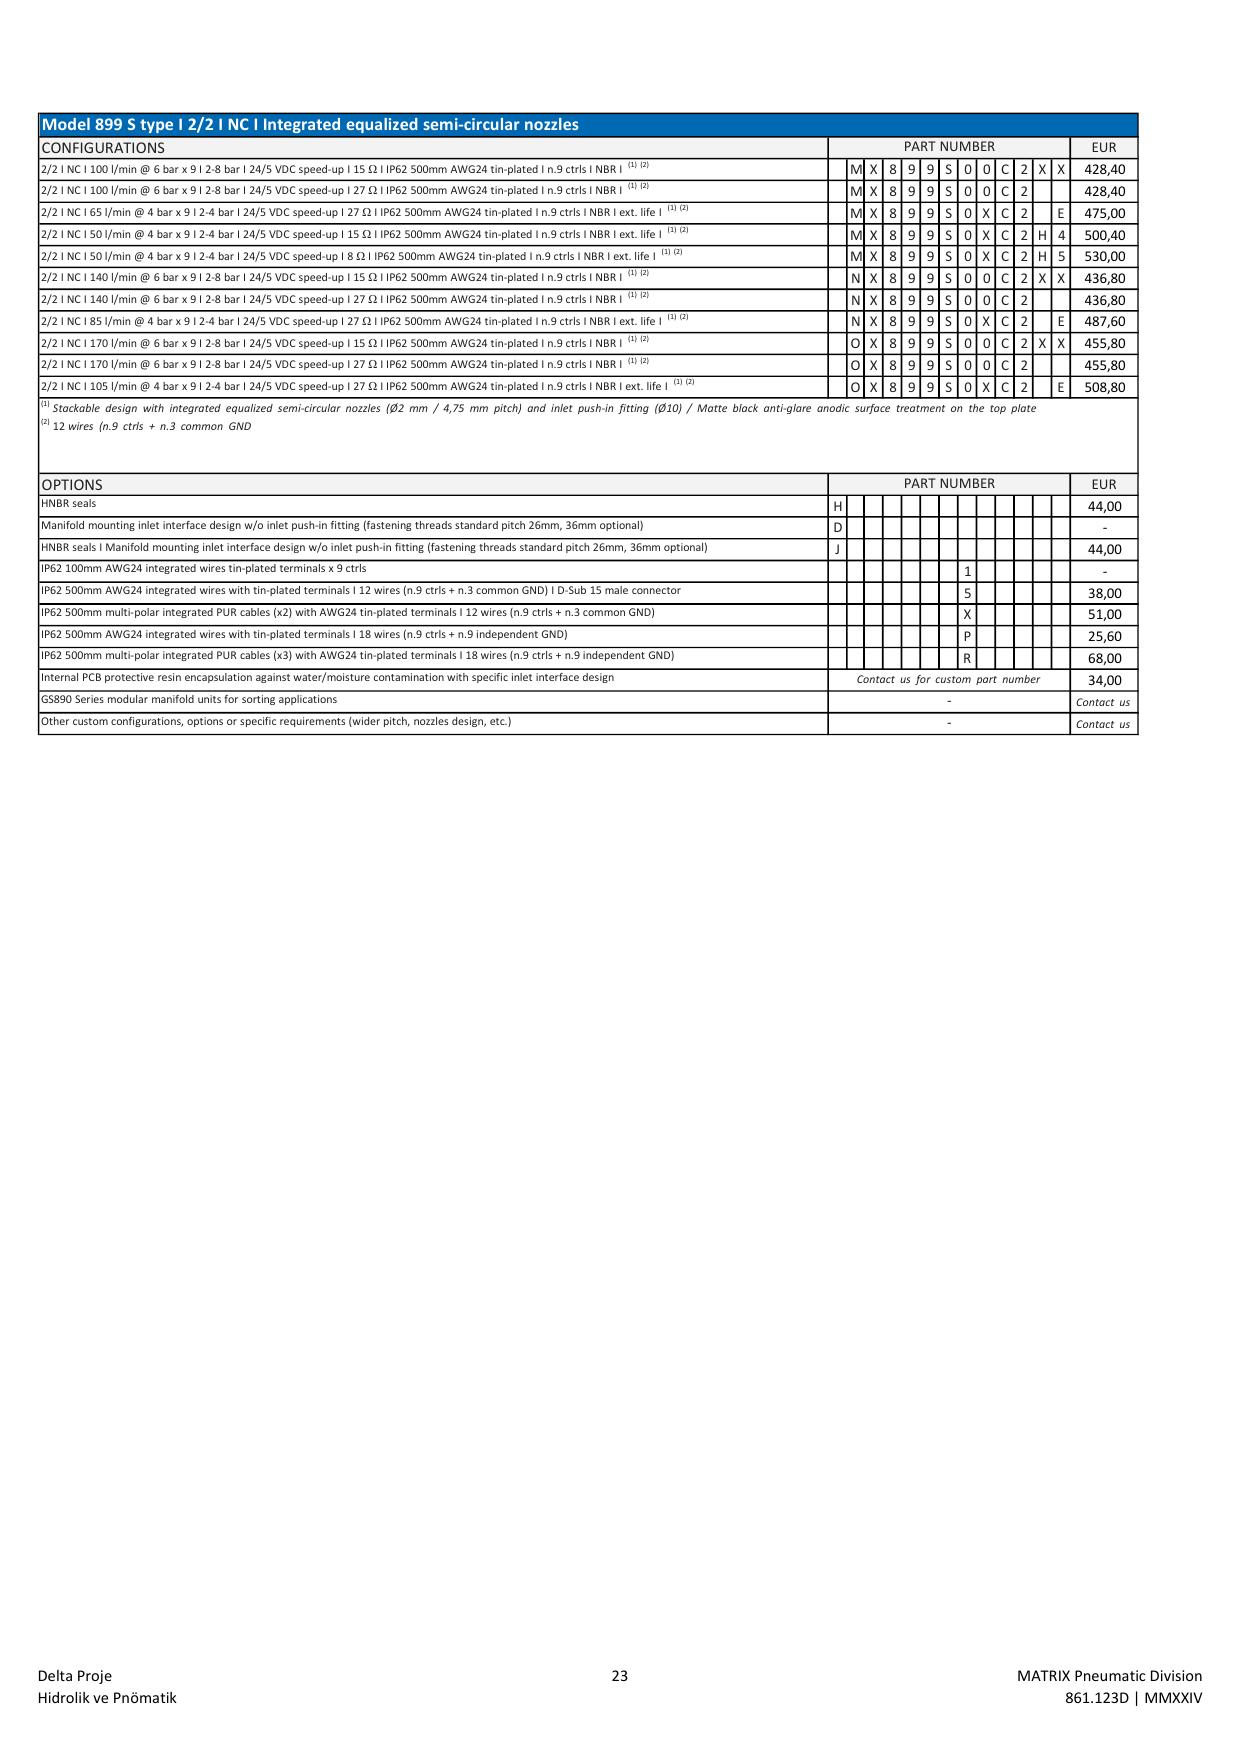 Model 899 S type I 2/2 I NC I Integrated equalized semi-circular nozzles
CONFIGURATIONS PART NUMBER EUR
2/2 I NC I 100 l/min @ 6 bar x 9 I 2-8 bar I 24/5 VDC speed-up I 15 Ω I IP62 500mm AWG24 tin-plated I n.9 ctrls I NBR I (1) (2) M X 8 9 9 S 0 0 C 2 X X 428,40
2/2 I NC I 100 l/min @ 6 bar x 9 I 2-8 bar I 24/5 VDC speed-up I 27 Ω I IP62 500mm AWG24 tin-plated I n.9 ctrls I NBR I (1) (2) M X 8 9 9 S 0 0 C 2 428,40
2/2 I NC I 65 l/min @ 4 bar x 9 I 2-4 bar I 24/5 VDC speed-up I 27 Ω I IP62 500mm AWG24 tin-plated I n.9 ctrls I NBR I ext. life I (1) (2) M X 8 9 9 S 0 X C 2 E 475,00
2/2 I NC I 50 l/min @ 4 bar x 9 I 2-4 bar I 24/5 VDC speed-up I 15 Ω I IP62 500mm AWG24 tin-plated I n.9 ctrls I NBR I ext. life I (1) (2) M X 8 9 9 S 0 X C 2 H 4 500,40
2/2 I NC I 50 l/min @ 4 bar x 9 I 2-4 bar I 24/5 VDC speed-up I 8 Ω I IP62 500mm AWG24 tin-plated I n.9 ctrls I NBR I ext. life I (1) (2) M X 8 9 9 S 0 X C 2 H 5 530,00
2/2 I NC I 140 l/min @ 6 bar x 9 I 2-8 bar I 24/5 VDC speed-up I 15 Ω I IP62 500mm AWG24 tin-plated I n.9 ctrls I NBR I (1) (2) N X 8 9 9 S 0 0 C 2 X X 436,80
2/2 I NC I 140 l/min @ 6 bar x 9 I 2-8 bar I 24/5 VDC speed-up I 27 Ω I IP62 500mm AWG24 tin-plated I n.9 ctrls I NBR I (1) (2) N X 8 9 9 S 0 0 C 2 436,80
2/2 I NC I 85 l/min @ 4 bar x 9 I 2-4 bar I 24/5 VDC speed-up I 27 Ω I IP62 500mm AWG24 tin-plated I n.9 ctrls I NBR I ext. life I (1) (2) N X 8 9 9 S 0 X C 2 E 487,60
2/2 I NC I 170 l/min @ 6 bar x 9 I 2-8 bar I 24/5 VDC speed-up I 15 Ω I IP62 500mm AWG24 tin-plated I n.9 ctrls I NBR I (1) (2) O X 8 9 9 S 0 0 C 2 X X 455,80
2/2 I NC I 170 l/min @ 6 bar x 9 I 2-8 bar I 24/5 VDC speed-up I 27 Ω I IP62 500mm AWG24 tin-plated I n.9 ctrls I NBR I (1) (2) O X 8 9 9 S 0 0 C 2 455,80
2/2 I NC I 105 l/min @ 4 bar x 9 I 2-4 bar I 24/5 VDC speed-up I 27 Ω I IP62 500mm AWG24 tin-plated I n.9 ctrls I NBR I ext. life I (1) (2) O X 8 9 9 S 0 X C 2 E 508,80
(1) Stackable design with integrated equalized semi-circular nozzles (Ø2 mm / 4,75 mm pitch) and inlet push-in fitting (Ø10) / Matte black anti-glare anodic surface treatment on the top plate
(2) 12 wires (n.9 ctrls + n.3 common GND
OPTIONS PART NUMBER EUR
HNBR seals H 44,00
Manifold mounting inlet interface design w/o inlet push-in fitting (fastening threads standard pitch 26mm, 36mm optional) D -
HNBR seals I Manifold mounting inlet interface design w/o inlet push-in fitting (fastening threads standard pitch 26mm, 36mm optional) J 44,00
IP62 100mm AWG24 integrated wires tin-plated terminals x 9 ctrls 1 -
IP62 500mm AWG24 integrated wires with tin-plated terminals I 12 wires (n.9 ctrls + n.3 common GND) I D-Sub 15 male connector 5 38,00
IP62 500mm multi-polar integrated PUR cables (x2) with AWG24 tin-plated terminals I 12 wires (n.9 ctrls + n.3 common GND) X 51,00
IP62 500mm AWG24 integrated wires with tin-plated terminals I 18 wires (n.9 ctrls + n.9 independent GND) P 25,60
IP62 500mm multi-polar integrated PUR cables (x3) with AWG24 tin-plated terminals I 18 wires (n.9 ctrls + n.9 independent GND) R 68,00
Internal PCB protective resin encapsulation against water/moisture contamination with specific inlet interface design Contact us for custom part number 34,00
GS890 Series modular manifold units for sorting applications - Contact us
Other custom configurations, options or specific requirements (wider pitch, nozzles design, etc.) - Contact us
Delta Proje 23 MATRIX Pneumatic Division
Hidrolik ve Pnömatik 861.123D | MMXXIV